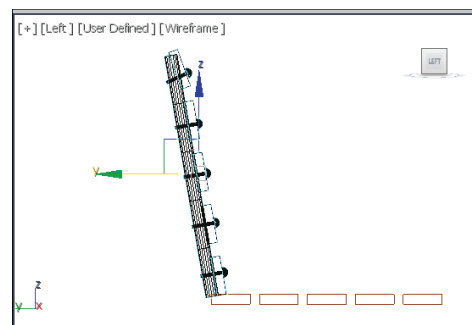 [+] [Left] [User Defined] [Wireframe]
LEFT
z
y
z
y x